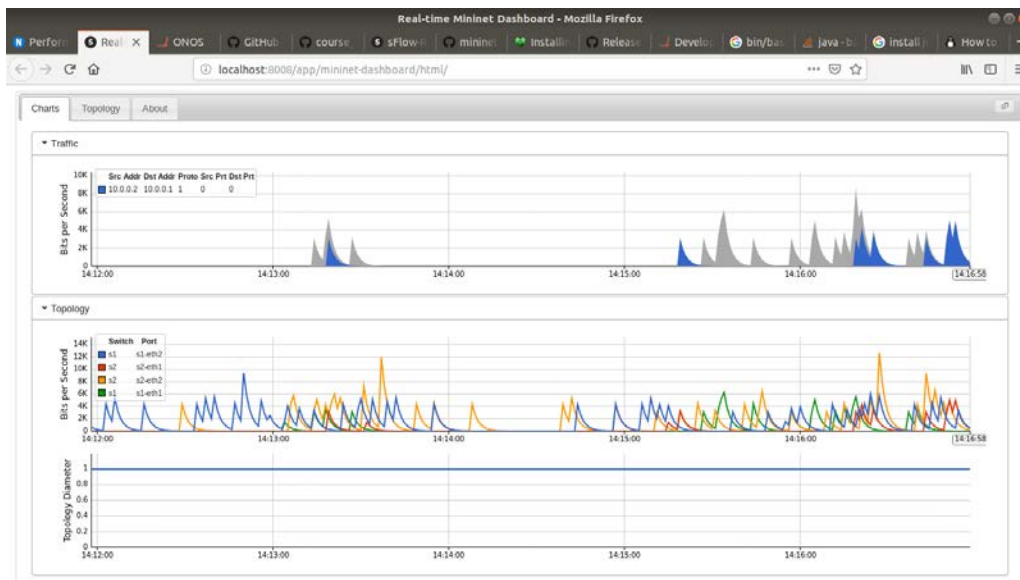 Real-time Mininet Dashboard - Mozilla Firefox
Perforn Real X ONOS GitHub course_ sFlow-R mininet Installin Release Develop bin/bas java - b install j How to
localhost:8008/app/mininet-dashboard/html/
Charts Topology About
Traffic
Src Addr Dst Addr Proto Src Prt Dst Prt
10.0.0.2 10.0.0.1 1 0 0
Bits per Second
10K
8K
6K
4K
2K
0
14:12:00 14:13:00 14:14:00 14:15:00 14:16:00 14:16:58
Topology
Switch Port
s1 s1-eth2
s2 s2-eth1
s2 s2-eth2
s1 s1-eth1
Bits per Second
14K
12K
10K
8K
6K
4K
2K
0
14:12:00 14:13:00 14:14:00 14:15:00 14:16:00 14:16:58
Topology Diameter
1
0.8
0.6
0.4
0.2
0
14:12:00 14:13:00 14:14:00 14:15:00 14:16:00